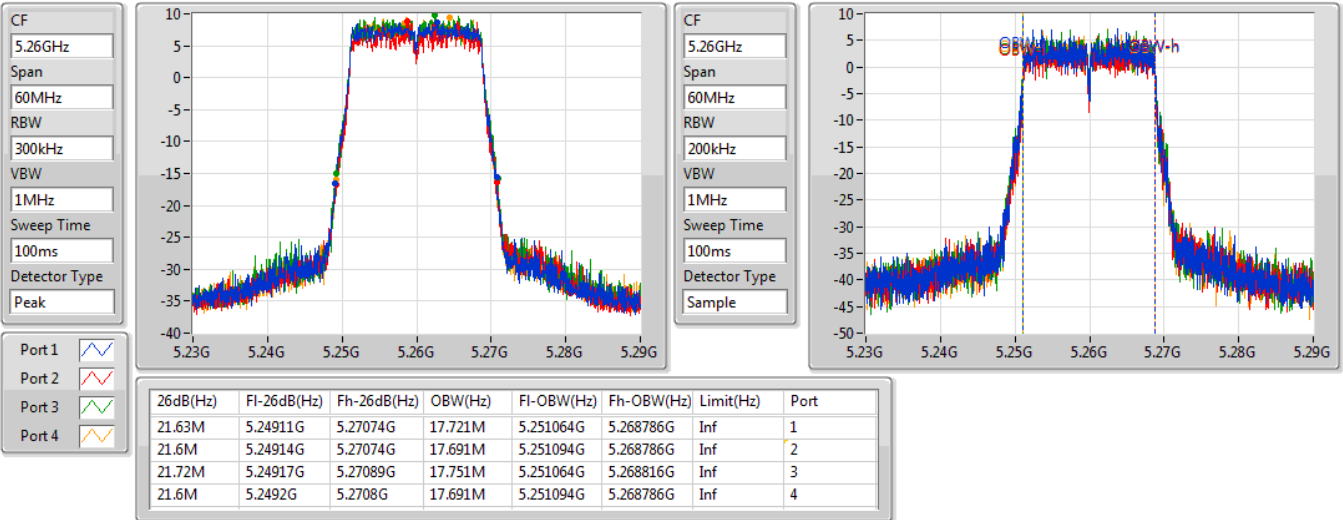 CF
5.26GHz
Span
60MHz
RBW
300kHz
VBW
1MHz
Sweep Time
100ms
Detector Type
Peak
10
5
0
-5
-10
-15
-20
-25
-30
-35
-40
5.23G 5.24G 5.25G 5.26G 5.27G 5.28G 5.29G
CF
5.26GHz
Span
60MHz
RBW
200kHz
VBW
1MHz
Sweep Time
100ms
Detector Type
Sample
10
5
0
-5
-10
-15
-20
-25
-30
-35
-40
-45
-50
OBW-h
5.23G 5.24G 5.25G 5.26G 5.27G 5.28G 5.29G
Port 1
Port 2
Port 3
Port 4
26dB(Hz) Fl-26dB(Hz) Fh-26dB(Hz) OBW(Hz) Fl-OBW(Hz) Fh-OBW(Hz) Limit(Hz) Port
21.63M 5.24911G 5.27074G 17.721M 5.251064G 5.268786G Inf 1
21.6M 5.24914G 5.27074G 17.691M 5.251094G 5.268786G Inf 2
21.72M 5.24917G 5.27089G 17.751M 5.251064G 5.268816G Inf 3
21.6M 5.2492G 5.2708G 17.691M 5.251094G 5.268786G Inf 4